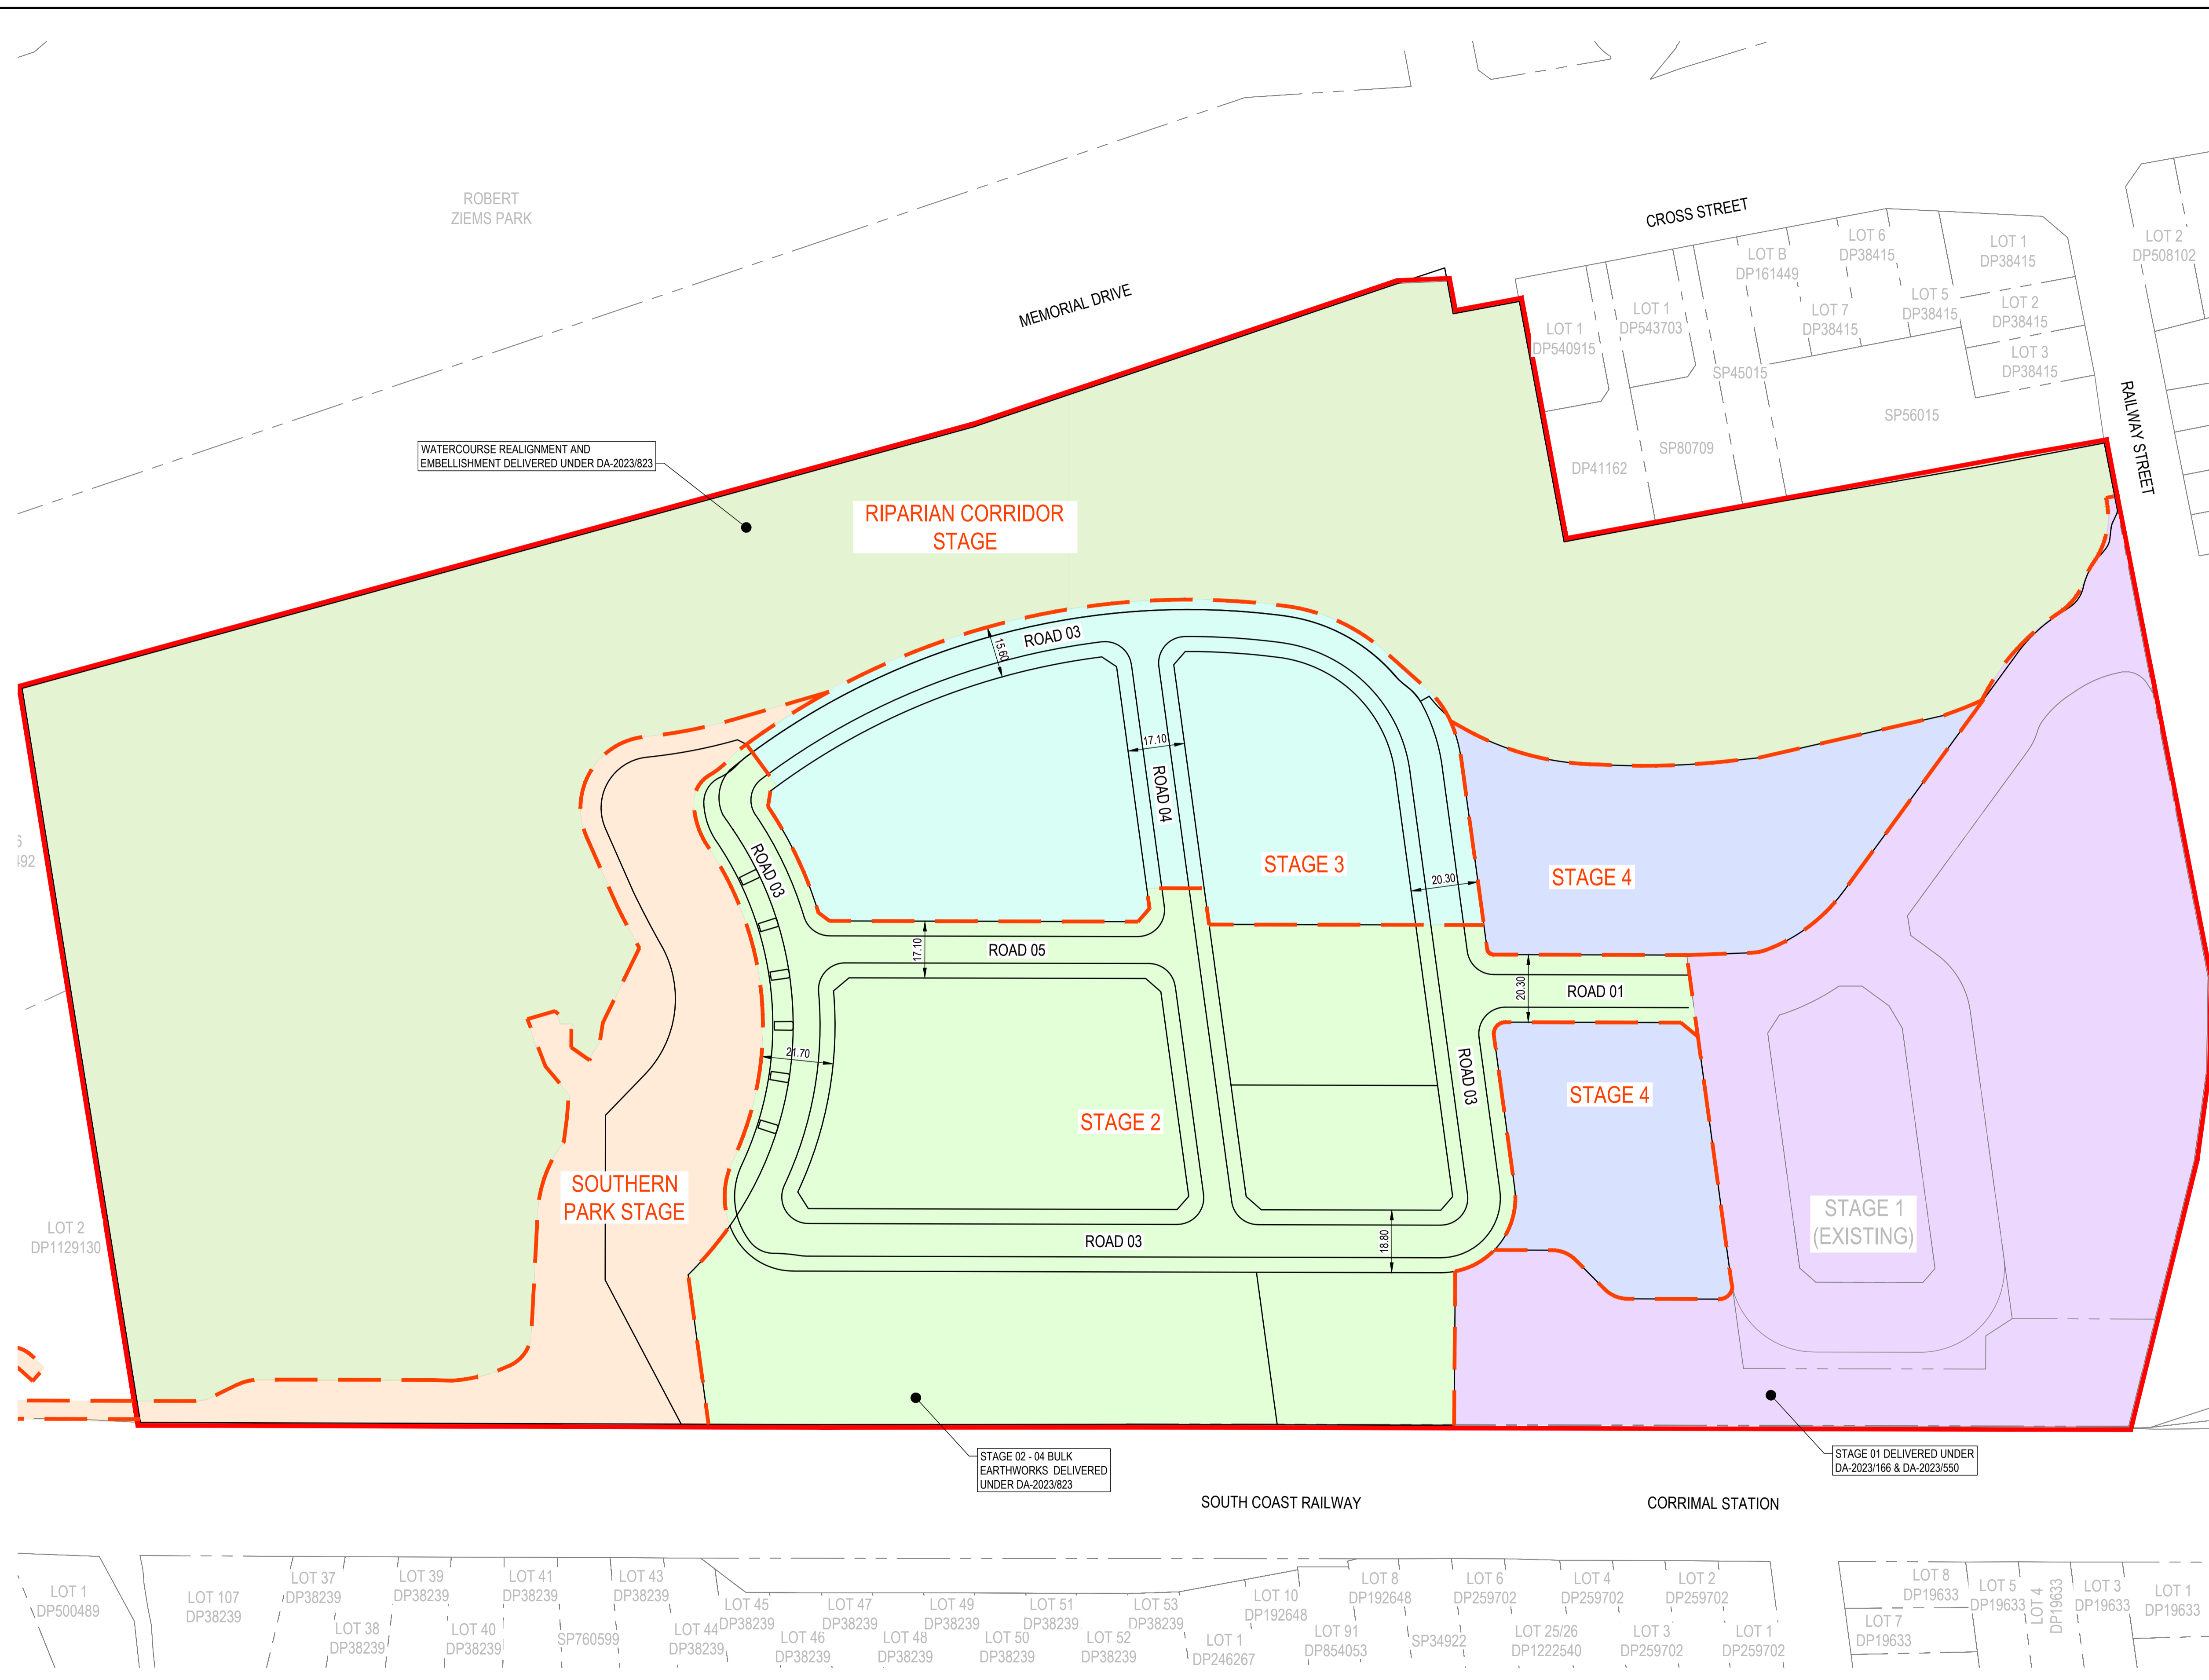 ROBERT
ZIEMS PARK
MEMORIAL DRIVE
CROSS STREET
RAILWAY STREET
LOT 2
DP508102
LOT 1
DP540915
LOT 1
DP543703
LOT B
DP161449
LOT 6
DP38415
LOT 7
DP38415
LOT 5
DP38415
LOT 1
DP38415
LOT 2
DP38415
LOT 3
DP38415
SP45015
SP56015
DP41162
SP80709
WATERCOURSE REALIGNMENT AND
EMBELLISHMENT DELIVERED UNDER DA-2023/823
RIPARIAN CORRIDOR
STAGE
ROAD 03
15.60
17.10
ROAD 04
STAGE 3
20.30
STAGE 4
492
ROAD 03
17.10
ROAD 05
20.30
ROAD 01
21.70
ROAD 03
STAGE 2
STAGE 4
SOUTHERN
PARK STAGE
LOT 2
DP1129130
ROAD 03
18.80
STAGE 1
(EXISTING)
STAGE 02 - 04 BULK
EARTHWORKS DELIVERED
UNDER DA-2023/823
STAGE 01 DELIVERED UNDER
DA-2023/166 & DA-2023/550
SOUTH COAST RAILWAY
CORRIMAL STATION
LOT 1
DP500489
LOT 107
DP38239
LOT 37
DP38239
LOT 38
DP38239
LOT 39
DP38239
LOT 40
DP38239
LOT 41
DP38239
SP760599
LOT 43
DP38239
LOT 44
DP38239
LOT 45
DP38239
LOT 46
DP38239
LOT 47
DP38239
LOT 48
DP38239
LOT 49
DP38239
LOT 50
DP38239
LOT 51
DP38239
LOT 52
DP38239
LOT 53
DP38239
LOT 1
DP246267
LOT 10
DP192648
LOT 91
DP854053
LOT 8
DP192648
SP34922
LOT 6
DP259702
LOT 25/26
DP1222540
LOT 4
DP259702
LOT 3
DP259702
LOT 2
DP259702
LOT 1
DP259702
LOT 7
DP19633
LOT 8
DP19633
LOT 5
DP19633
LOT 4
DP19633
LOT 3
DP19633
LOT 1
DP19633